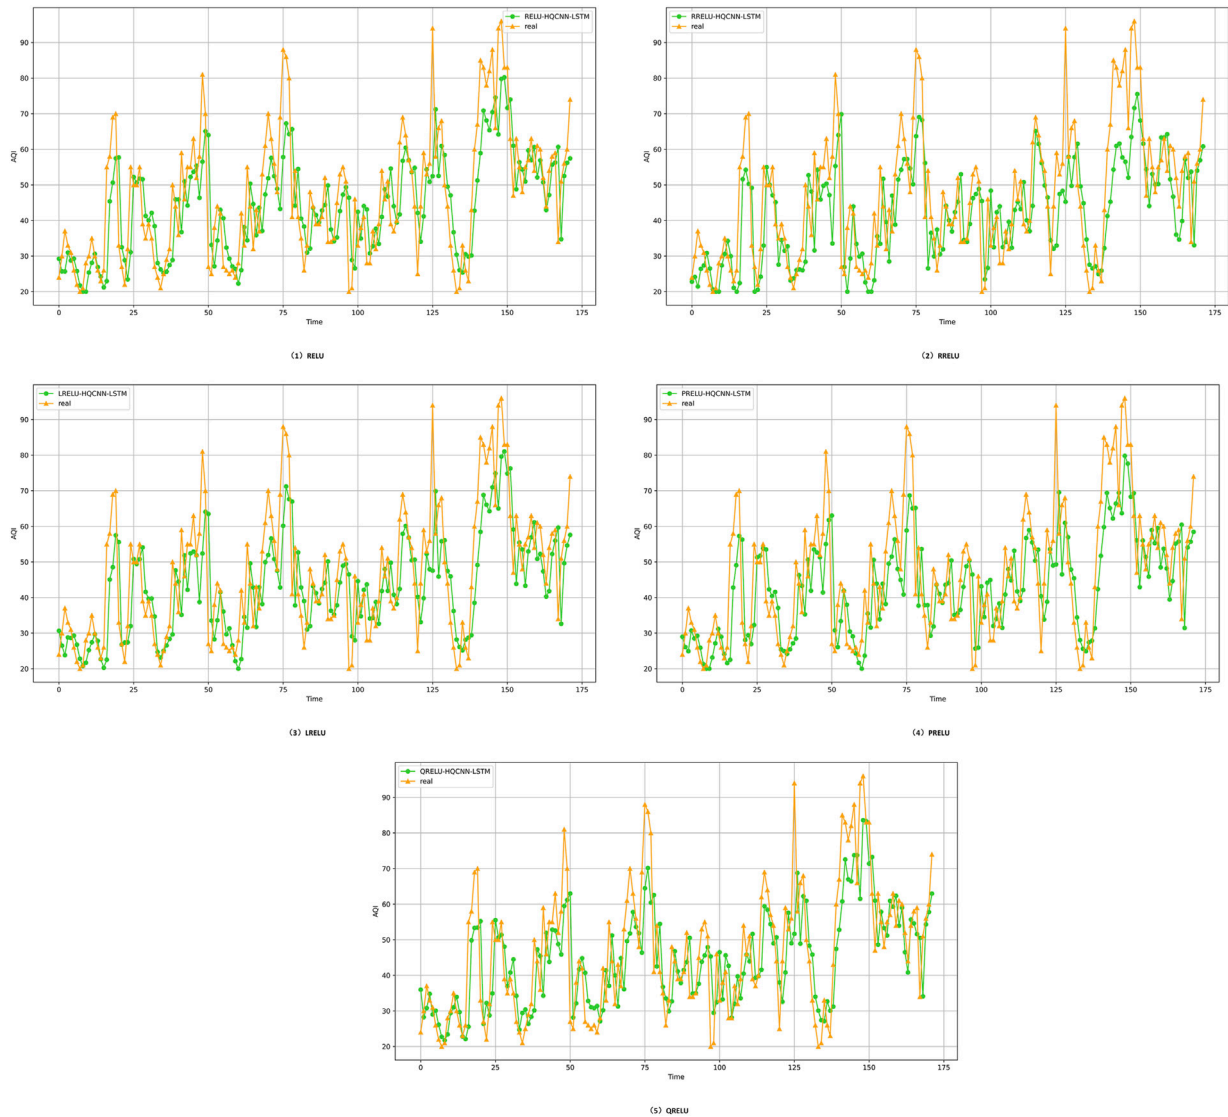 RELU-HQCNN-LSTM
real
90
80
70
60
50
40
30
20
AQI
0 25 50 75 100 125 150 175
Time
（1）RELU
RRELU-HQCNN-LSTM
real
90
80
70
60
50
40
30
20
AQI
0 25 50 75 100 125 150 175
Time
（2）RRELU
LRELU-HQCNN-LSTM
real
90
80
70
60
50
40
30
20
AQI
0 25 50 75 100 125 150 175
Time
（3）LRELU
PRELU-HQCNN-LSTM
real
90
80
70
60
50
40
30
20
AQI
0 25 50 75 100 125 150 175
Time
（4）PRELU
QRELU-HQCNN-LSTM
real
90
80
70
60
50
40
30
20
AQI
0 25 50 75 100 125 150 175
Time
（5）QRELU